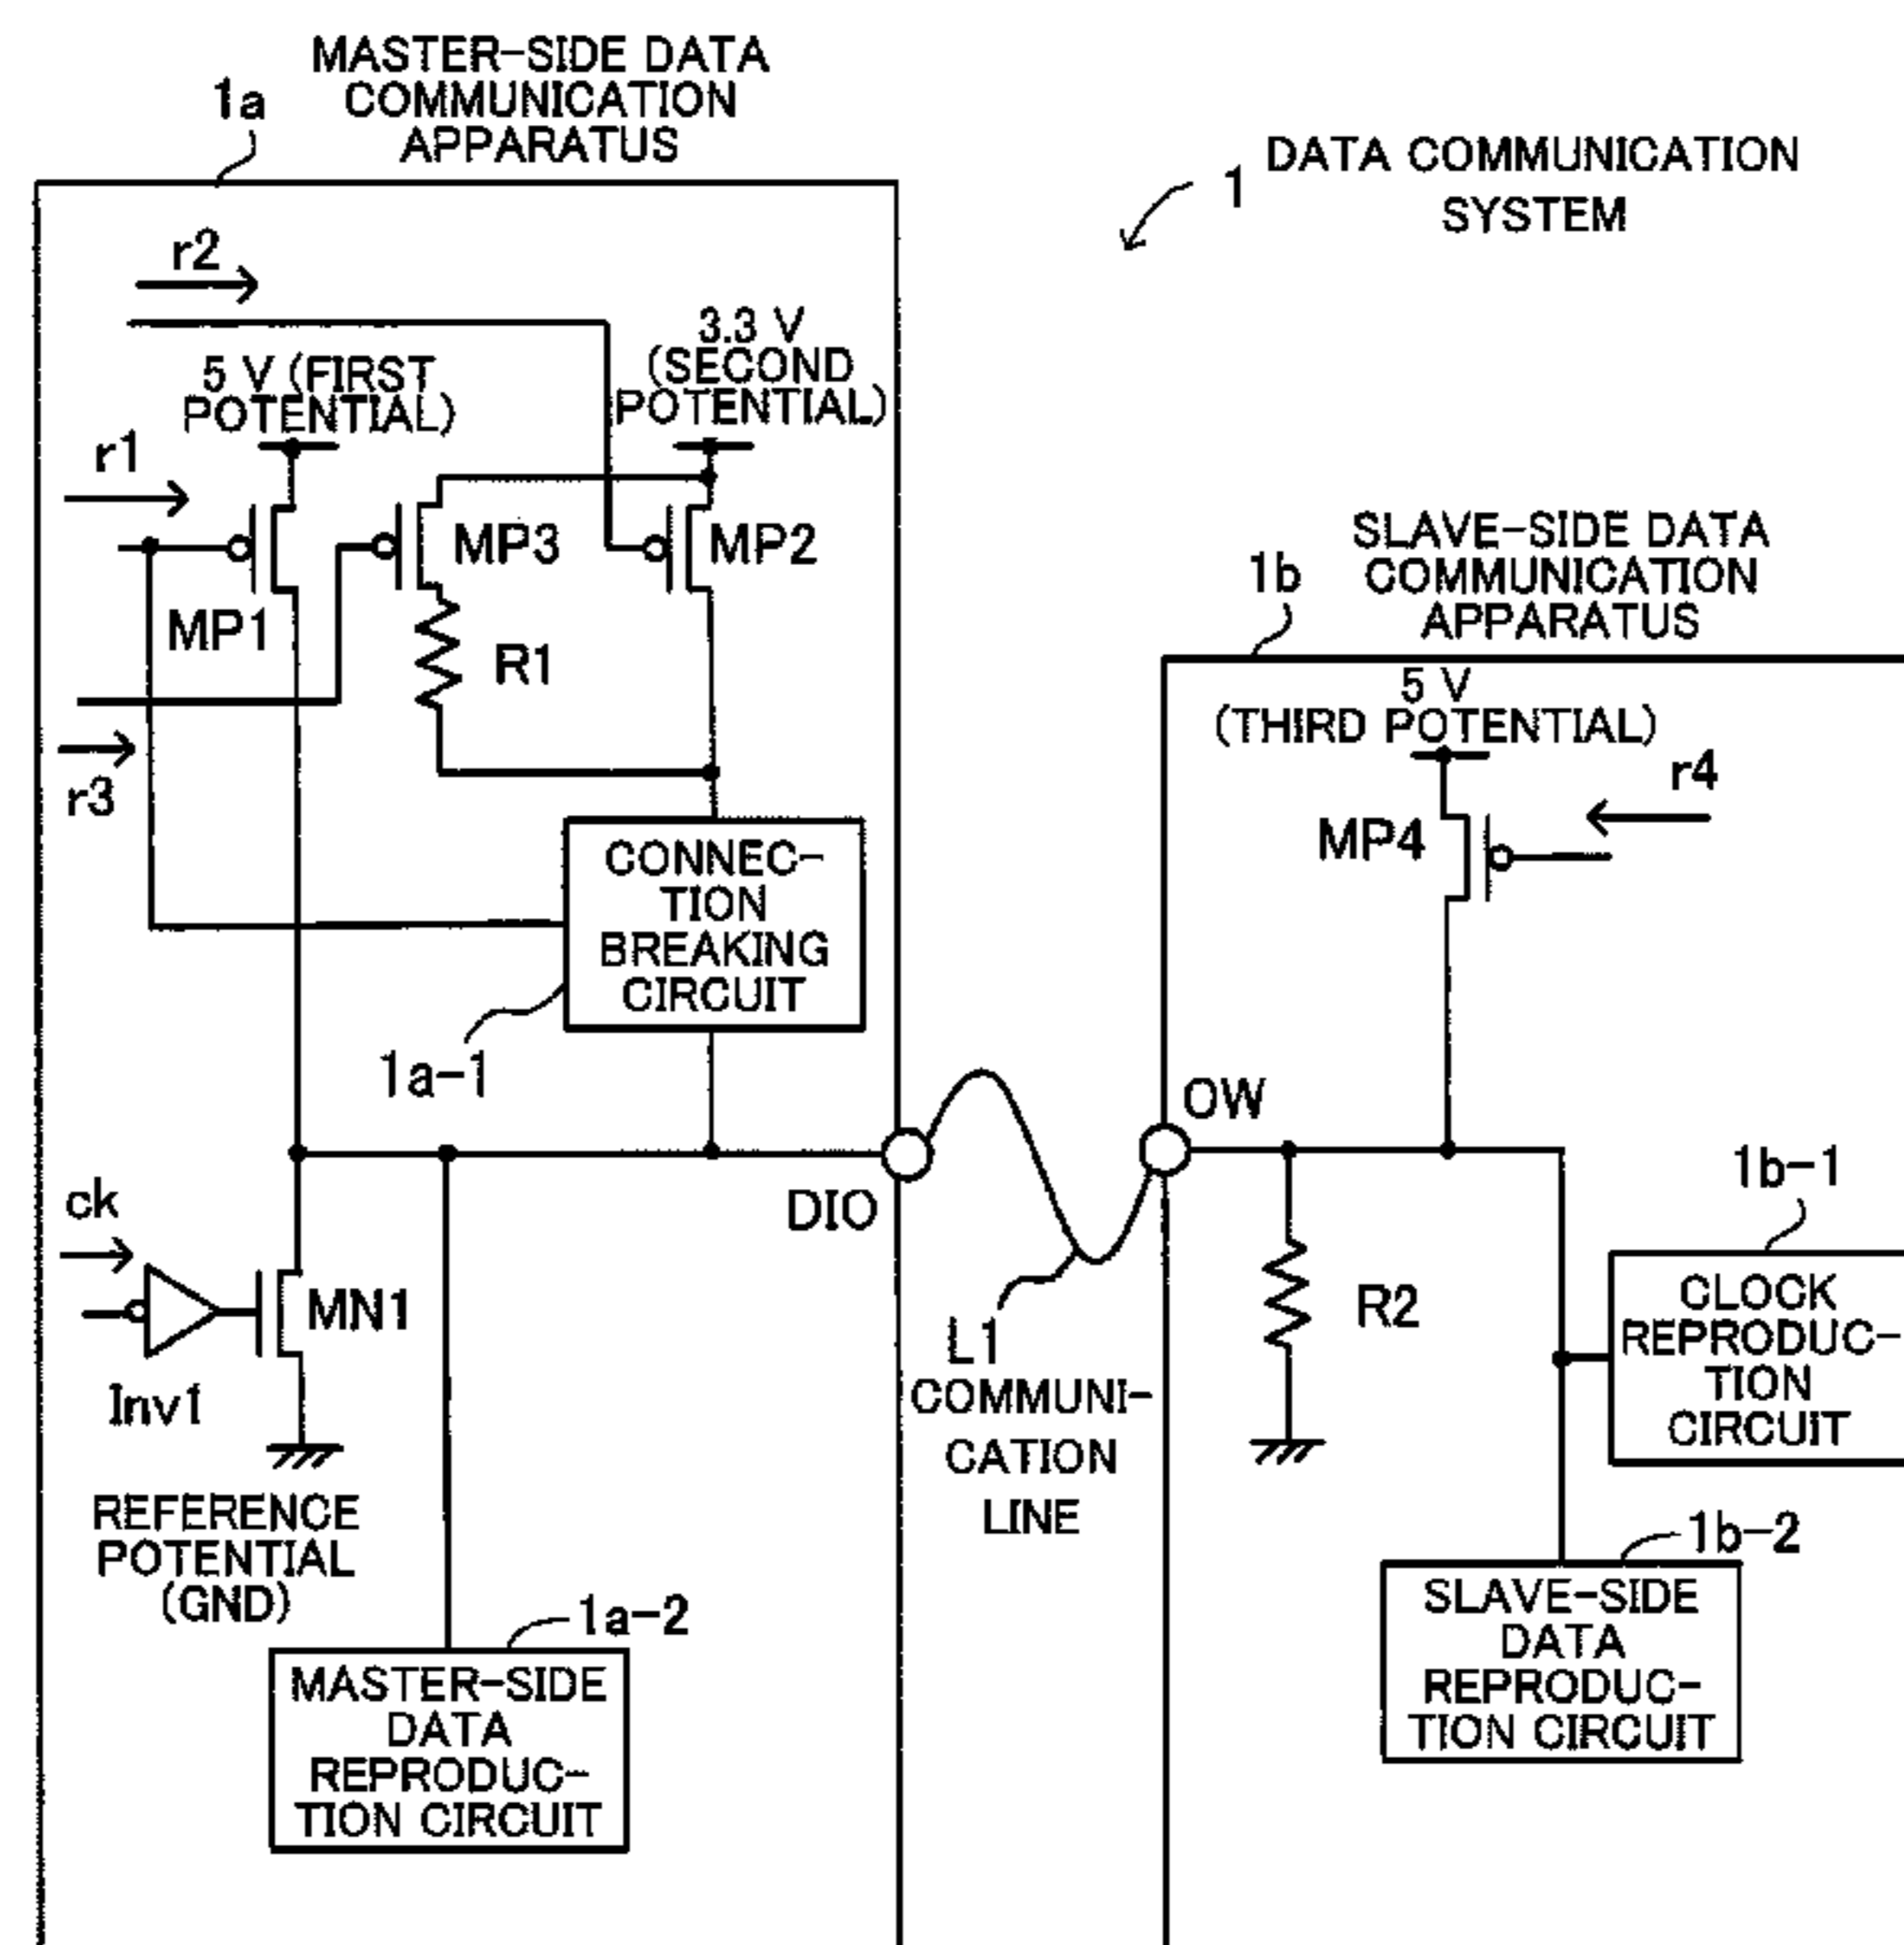 MASTER-SIDE DATA
COMMUNICATION
APPARATUS
1a
1
DATA COMMUNICATION
SYSTEM
r2
3.3 V
(SECOND
POTENTIAL)
5 V (FIRST
POTENTIAL)
r1
MP1
MP3
MP2
R1
r3
CONNEC-
TION
BREAKING
CIRCUIT
1a-1
DIO
ck
Inv1
MN1
REFERENCE
POTENTIAL
(GND)
1a-2
MASTER-SIDE
DATA
REPRODUC-
TION CIRCUIT
L1
COMMUNI-
CATION
LINE
SLAVE-SIDE DATA
COMMUNICATION
APPARATUS
1b
5 V
(THIRD POTENTIAL)
r4
MP4
OW
R2
1b-1
CLOCK
REPRODUC-
TION
CIRCUIT
1b-2
SLAVE-SIDE
DATA
REPRODUC-
TION CIRCUIT